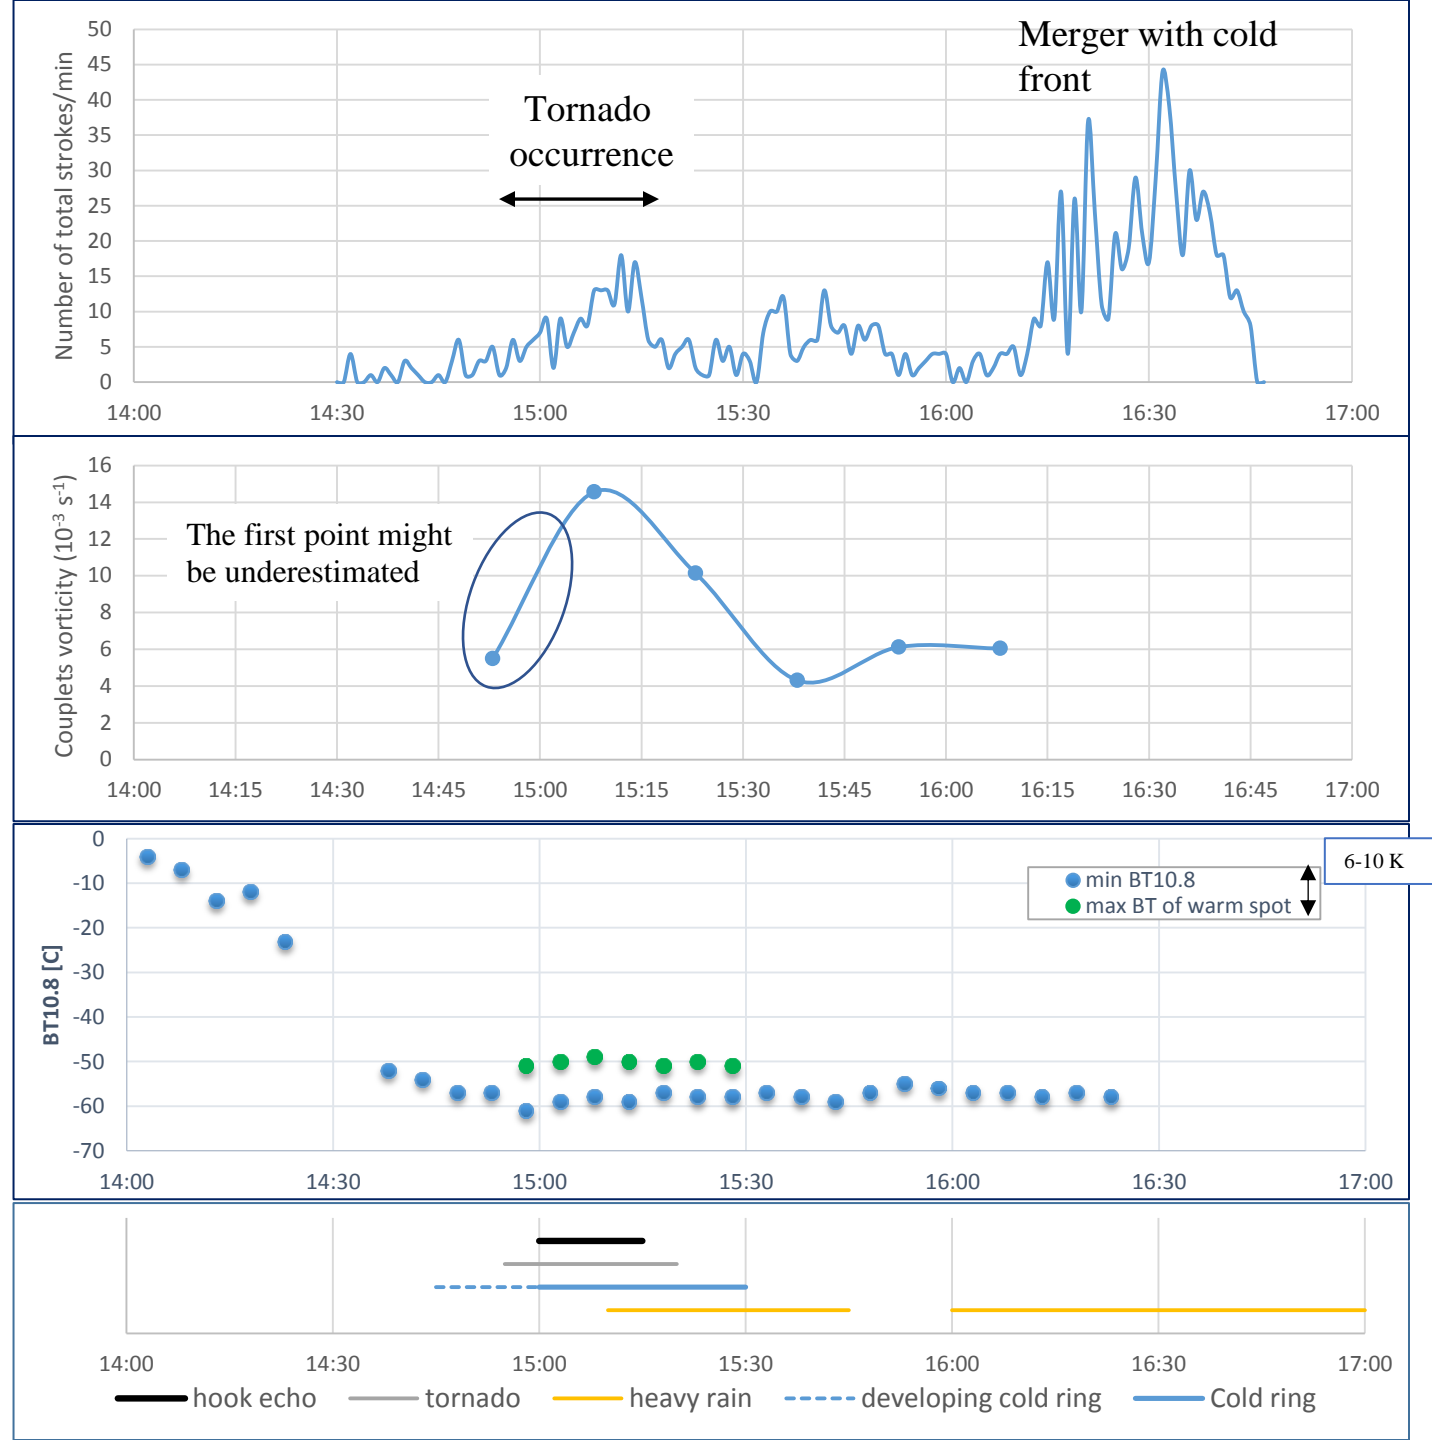 Number of total strokes/min
50
45
40
35
30
25
20
15
10
5
0
Merger with cold
front
Tornado
occurrence
14:00 14:30 15:00 15:30 16:00 16:30 17:00
Couplets vorticity (10-3 s-1)
16
14
12
10
8
6
4
2
0
The first point might
be underestimated
14:00 14:15 14:30 14:45 15:00 15:15 15:30 15:45 16:00 16:15 16:30 16:45 17:00
BT10.8 [C]
0
-10
-20
-30
-40
-50
-60
-70
6-10 K
min BT10.8
max BT of warm spot
14:00 14:30 15:00 15:30 16:00 16:30 17:00
14:00 14:30 15:00 15:30 16:00 16:30 17:00
hook echo tornado heavy rain developing cold ring Cold ring